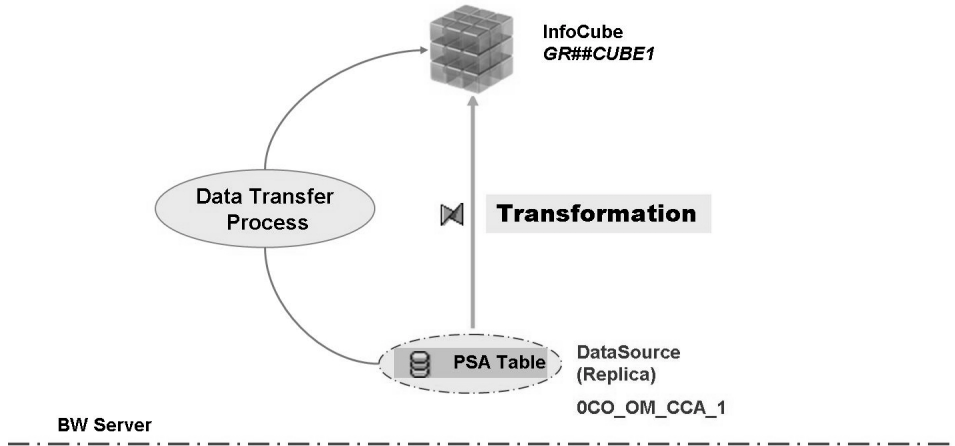 InfoCube
GR##CUBE1
Data Transfer
Process
Transformation
PSA Table
DataSource
(Replica)
0CO_OM_CCA_1
BW Server